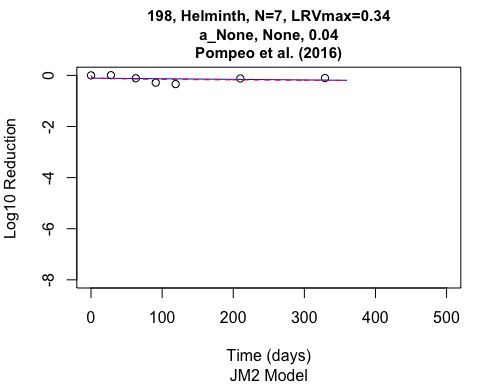 198, Helminth, N=7, LRVmax=0.34
a_None, None, 0.04
Pompeo et al. (2016)
Log10 Reduction
0
-2
-4
-6
-8
0 100 200 300 400 500
Time (days)
JM2 Model